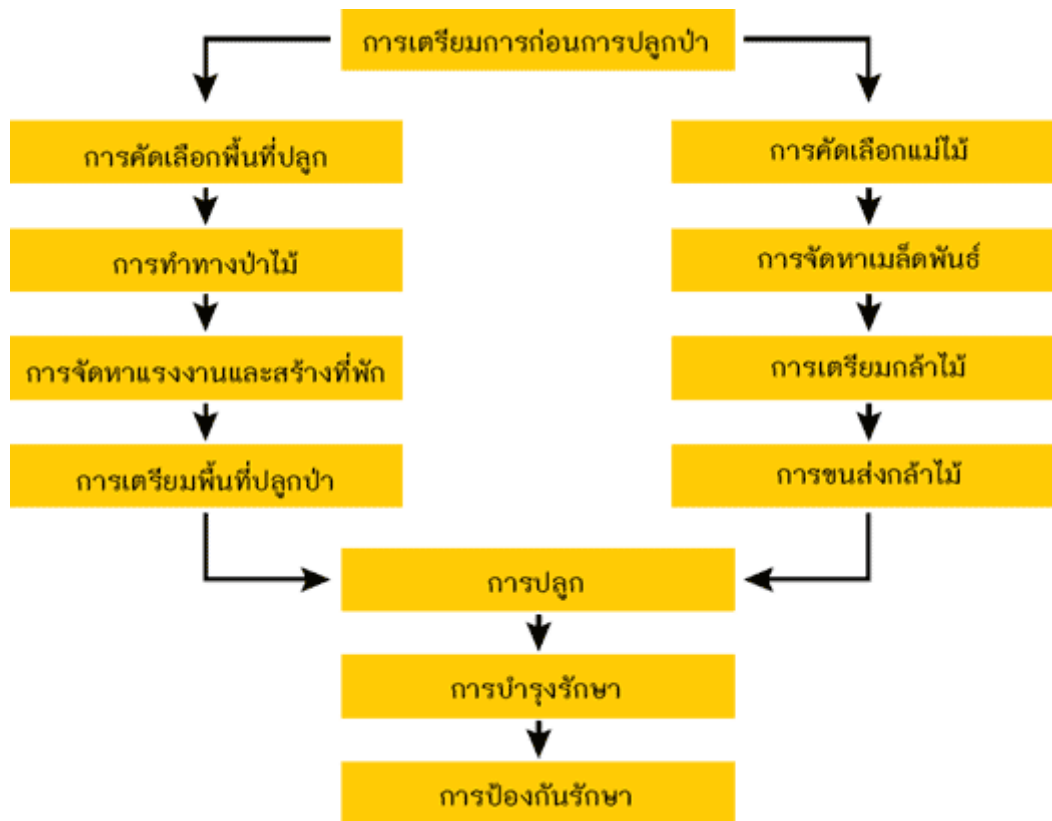 การเตรียมการก่อนการปลูกป่า
การคัดเลือกพื้นที่ปลูก
การทำทางป่าไม้
การจัดหาแรงงานและสร้างที่พัก
การเตรียมพื้นที่ปลูกป่า
การคัดเลือกแม่ไม้
การจัดหาเมล็ดพันธ์
การเตรียมกล้าไม้
การขนส่งกล้าไม้
การปลูก
การบำรุงรักษา
การป้องกันรักษา